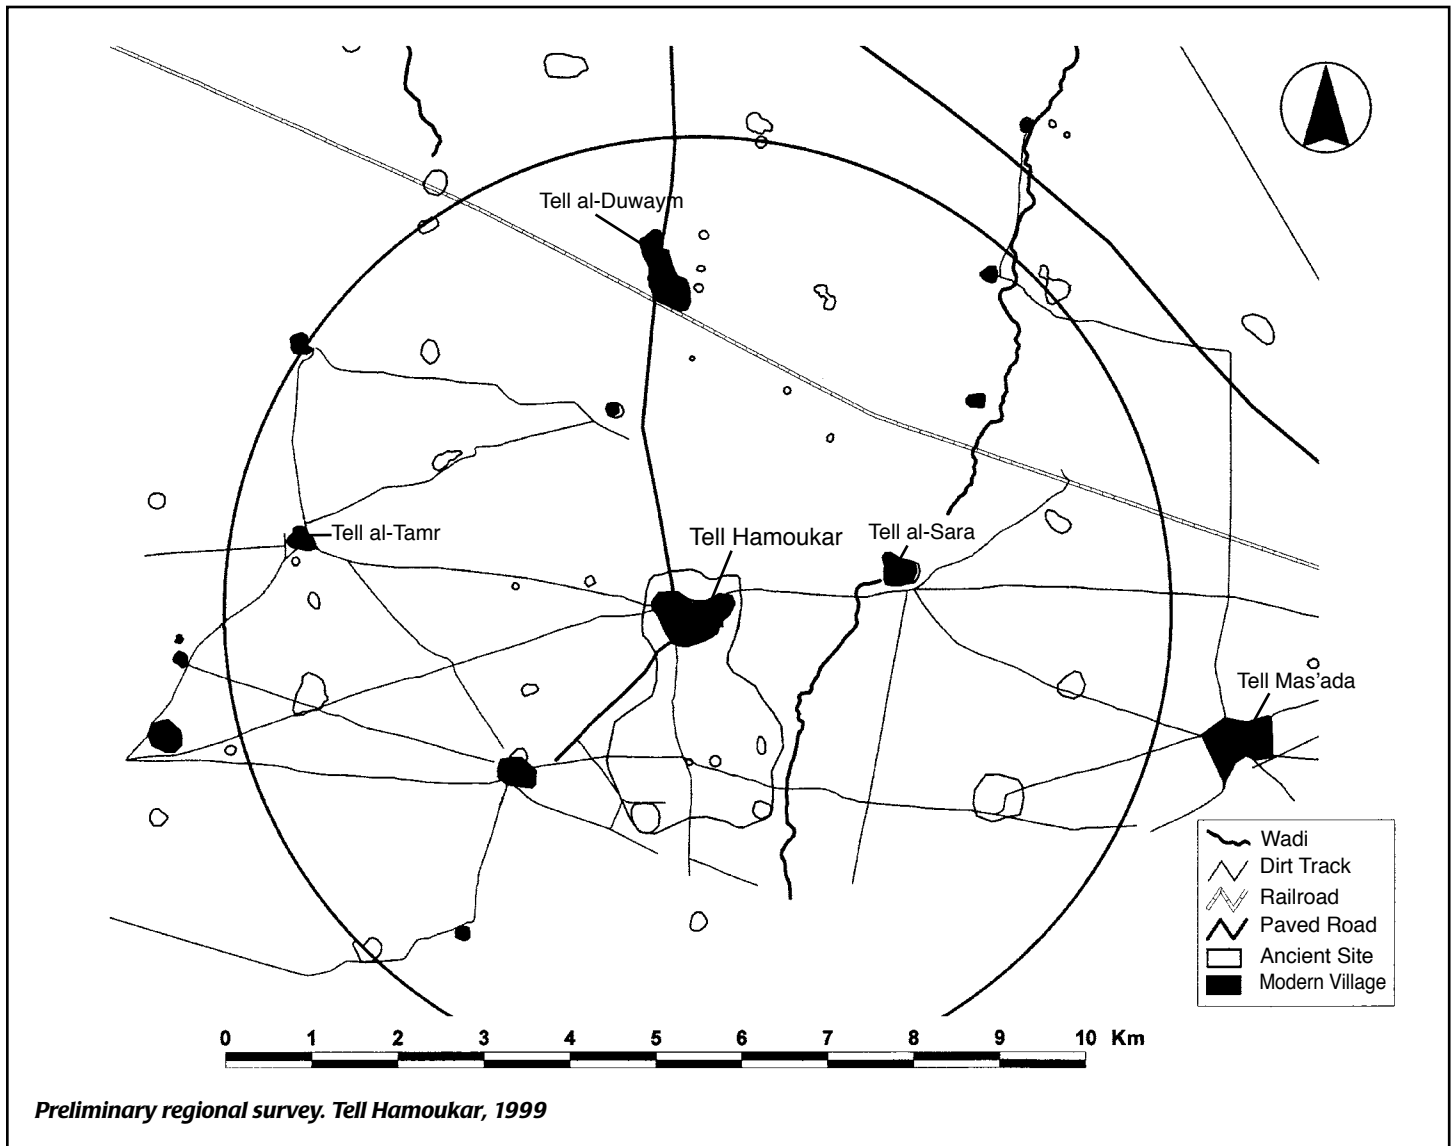 Tell al-Duwaym
Tell al-Tamr
Tell Hamoukar
Tell al-Sara
Tell Mas'ada
Wadi
Dirt Track
Railroad
Paved Road
Ancient Site
Modern Village
0 1 2 3 4 5 6 7 8 9 10 Km
Preliminary regional survey. Tell Hamoukar, 1999